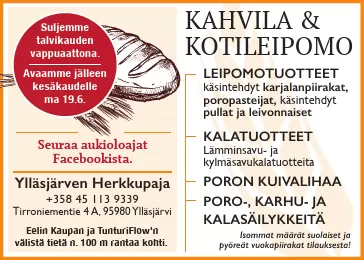 Suljemme
talvikauden
vappuaattona.
Avaamme jälleen
kesäkaudelle
ma 19.6.
Seuraa aukioloajat
Facebookista.
Ylläsjärven Herkkupaja
+358 45 113 9339
Tirroniementie 4 A, 95980 Ylläsjärvi
Eelin Kaupan ja TunturiFlow'n
välistä tietä n. 100 m rantaa kohti.
KAHVILA &
KOTILEIPOMO
LEIPOMOTUOTTEET
käsintehdyt karjalanpiirakat,
poropasteijat, käsintehdyt
pullat ja leivonnaiset
KALATUOTTEET
Lämminsavu- ja
kylmäsavukalatuotteita
PORON KUIVALIHAA
PORO-, KARHU- JA
KALASÄILYKKEITÄ
Isommat määrät suolaiset ja
pyöreät vuokapiirakat tilauksesta!